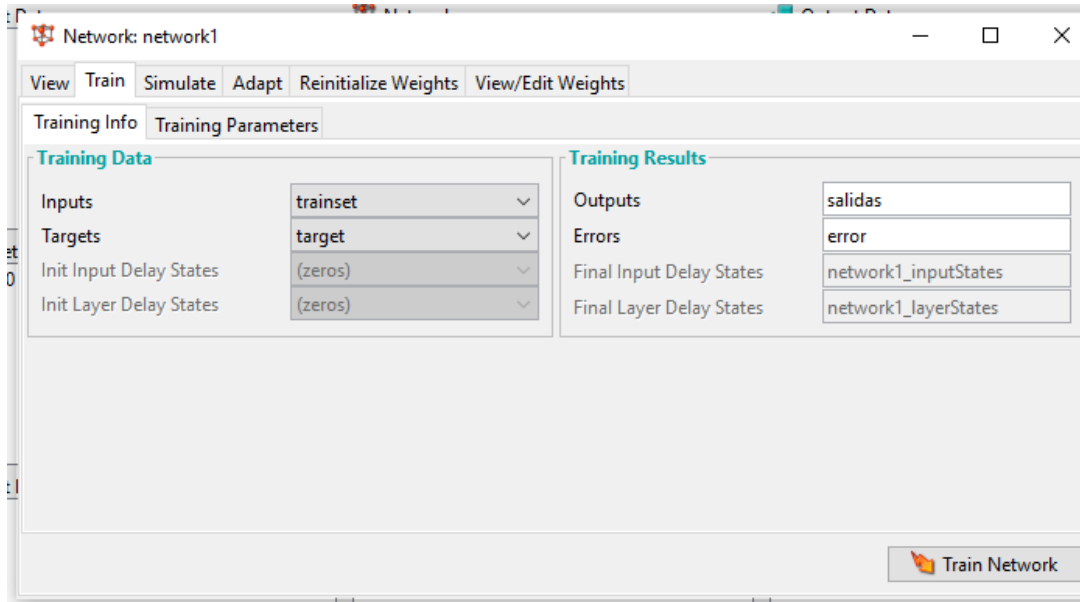 Network: network1
View Train Simulate Adapt Reinitialize Weights View/Edit Weights
Training Info Training Parameters
Training Data
Inputs trainset
Targets target
Init Input Delay States (zeros)
Init Layer Delay States (zeros)
Training Results
Outputs salidas
Errors error
Final Input Delay States network1_inputStates
Final Layer Delay States network1_layerStates
Train Network